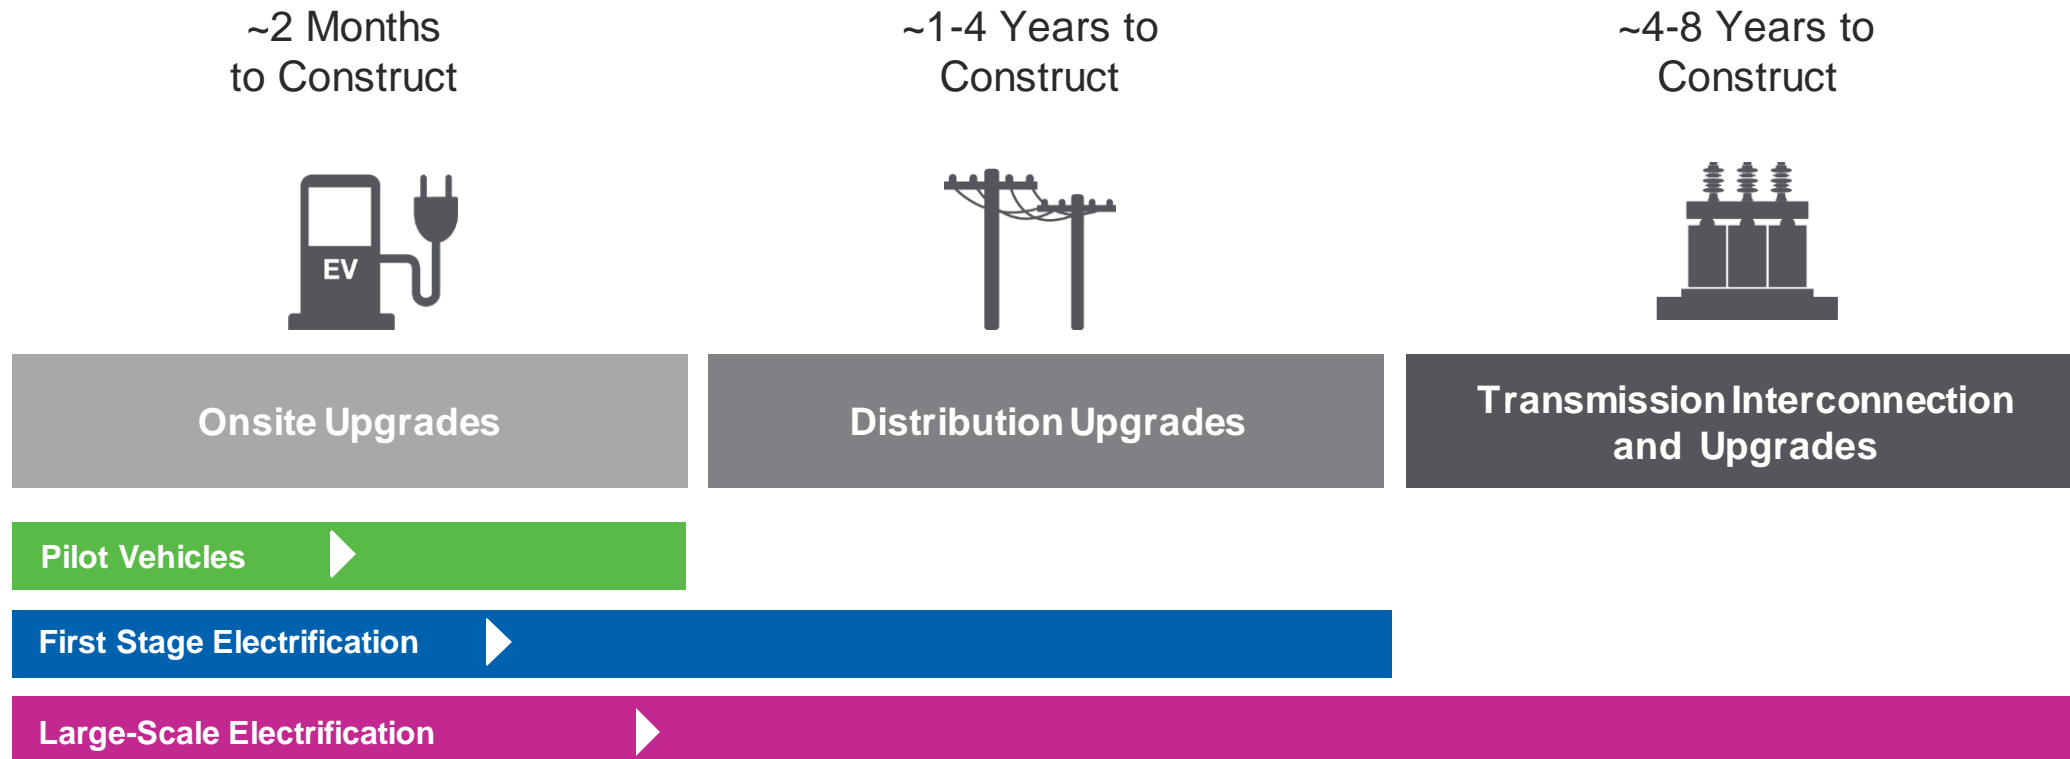 ~2 Months
to Construct
~1-4 Years to
Construct
~4-8 Years to
Construct
EV
Onsite Upgrades
Distribution Upgrades
Transmission Interconnection
and Upgrades
Pilot Vehicles
First Stage Electrification
Large-Scale Electrification